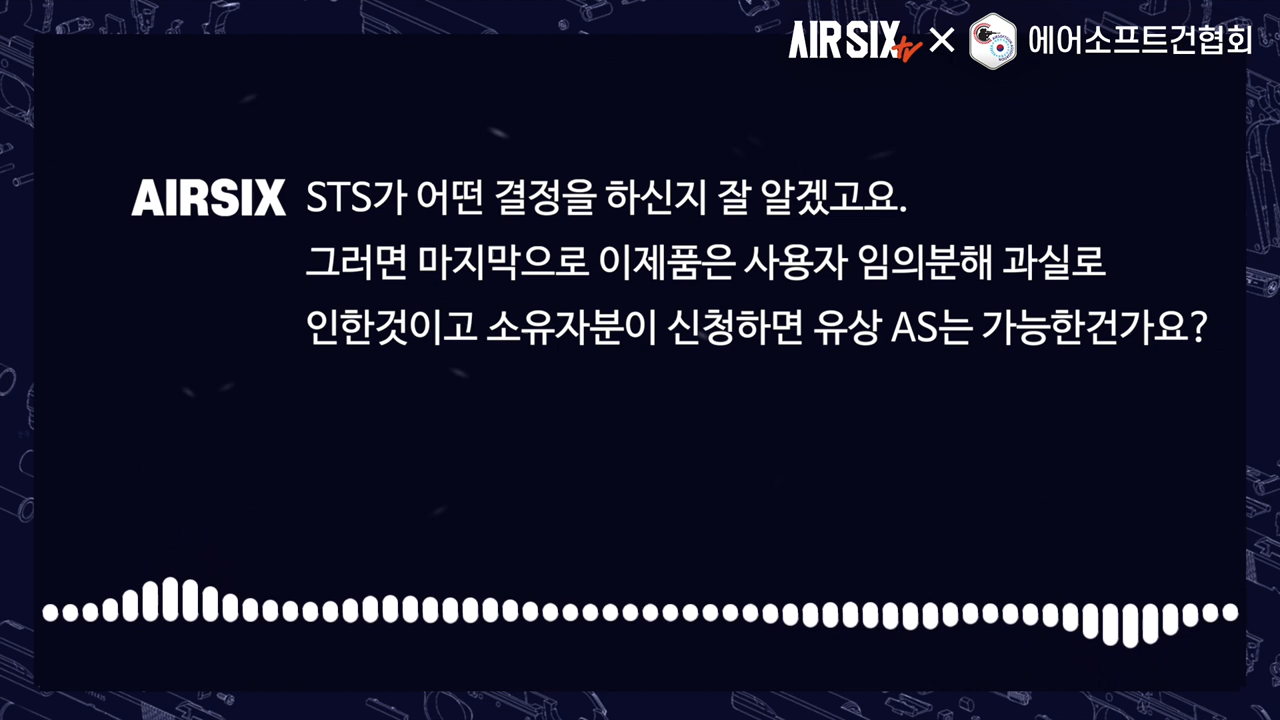 AIRSIX tv × 에어소프트건협회
AIRSIX STS가 어떤 결정을 하신지 잘 알겠고요.
그러면 마지막으로 이제품은 사용자 임의분해 과실로
인한것이고 소유자분이 신청하면 유상 AS는 가능한건가요?